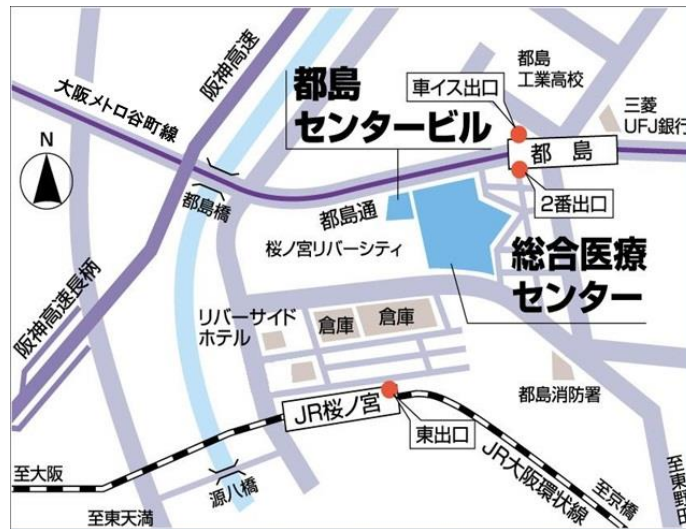 阪神高速
大阪メトロ谷町線
都島
センタービル
車イス出口
都島
工業高校
三菱
UFJ銀行
都 島
2番出口
N
都島橋
都島通
桜ノ宮リバーシティ
総合医療
センター
阪神高速長柄
リバーサイド
ホテル
倉庫
倉庫
都島消防署
JR桜ノ宮
東出口
JR大阪環状線
至大阪
源八橋
至東天満
至京橋
至東野田